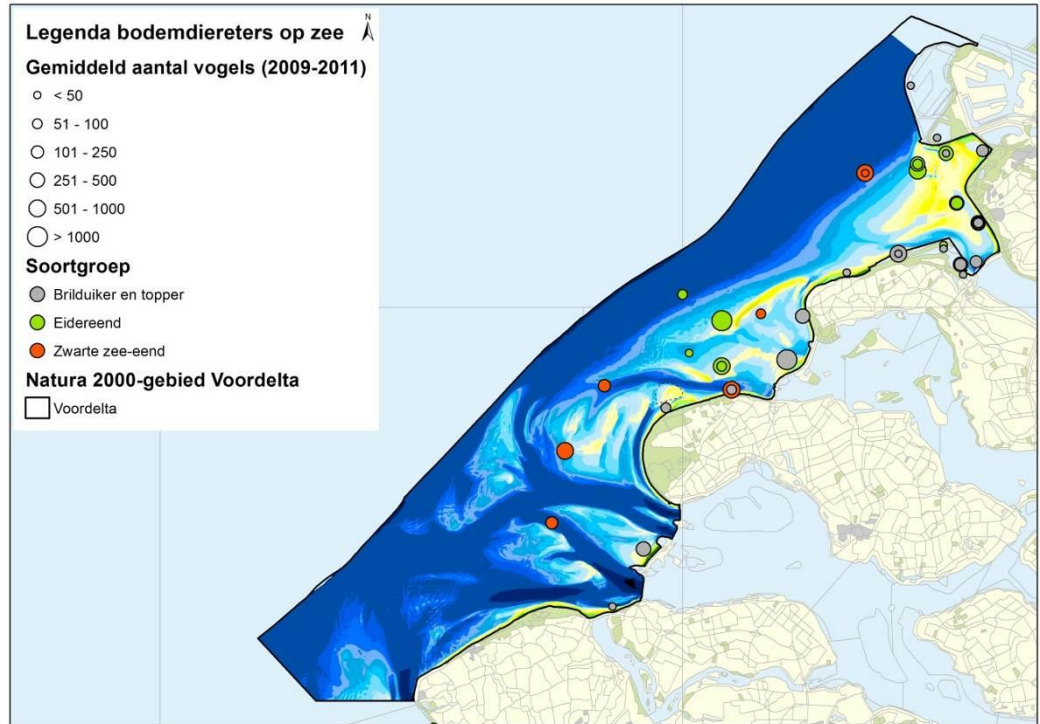 Legenda bodemdiereters op zee
N
Gemiddeld aantal vogels (2009-2011)
< 50
51 - 100
101 - 250
251 - 500
501 - 1000
> 1000
Soortgroep
Brilduiker en topper
Eidereend
Zwarte zee-eend
Natura 2000-gebied Voordelta
Voordelta